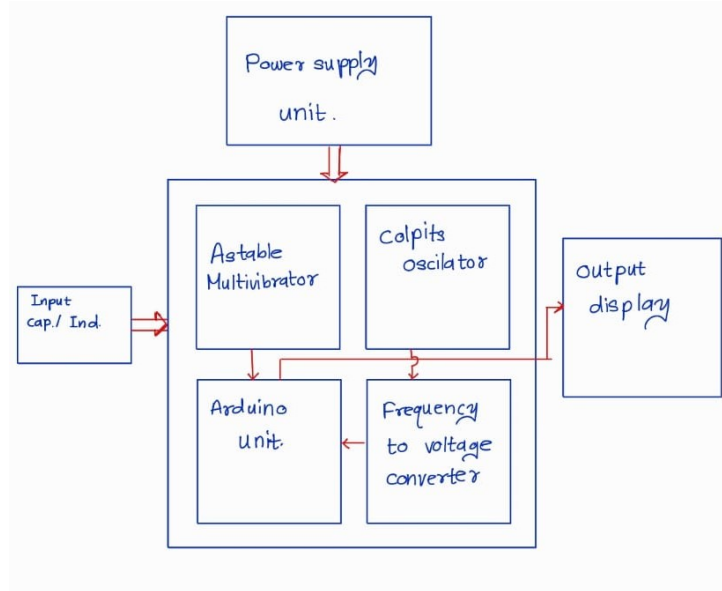 Power supply
unit.
Astable
Multivibrator
Colpits
Oscilator
Input
cap./ Ind.
Output
display
Arduino
unit.
Frequency
to voltage
converter